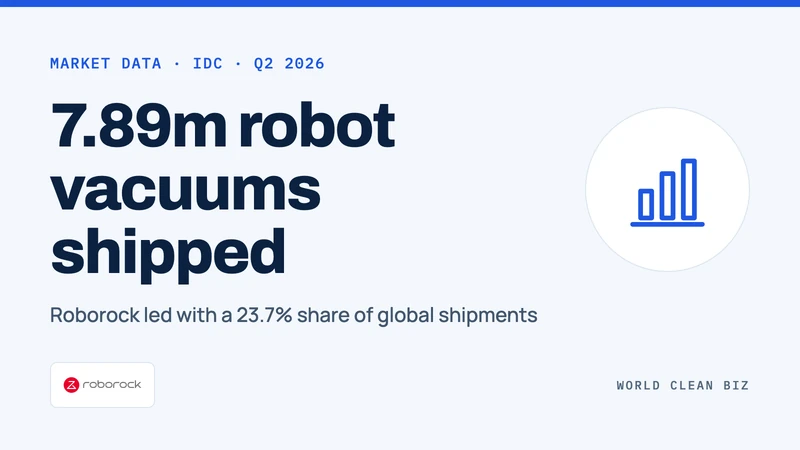 MARKET DATA · IDC · Q2 2026
7.89m robot
vacuums
shipped
Roborock led with a 23.7% share of global shipments
roborock
WORLD CLEAN BIZ